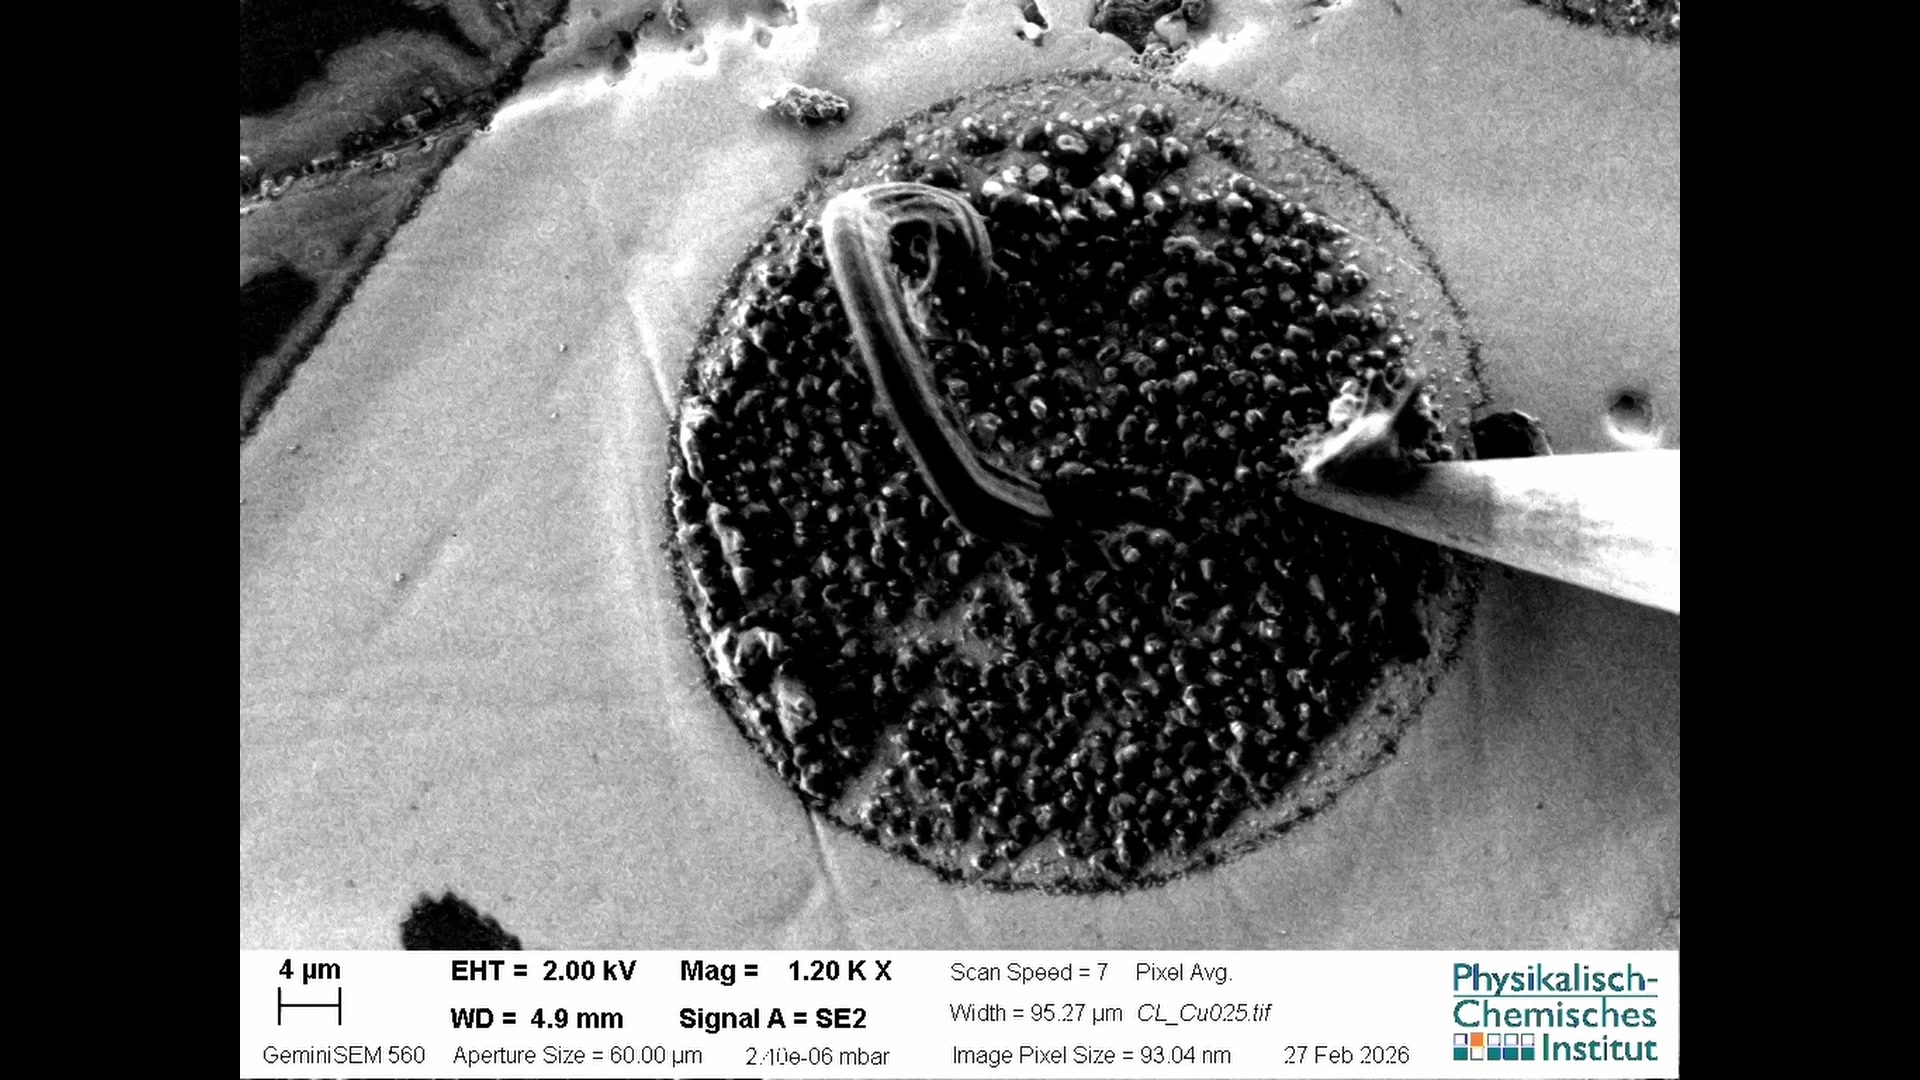 4 µm
EHT = 2.00 kV Mag = 1.20 K X
WD = 4.9 mm Signal A = SE2
Scan Speed = 7 Pixel Avg.
Width = 95.27 µm CL_Cu025.tif
GeminiSEM 560 Aperture Size = 60.00 µm mbar
Image Pixel Size = 93.04 nm 27 Feb 2026
Physikalisch-
Chemisches
Institut